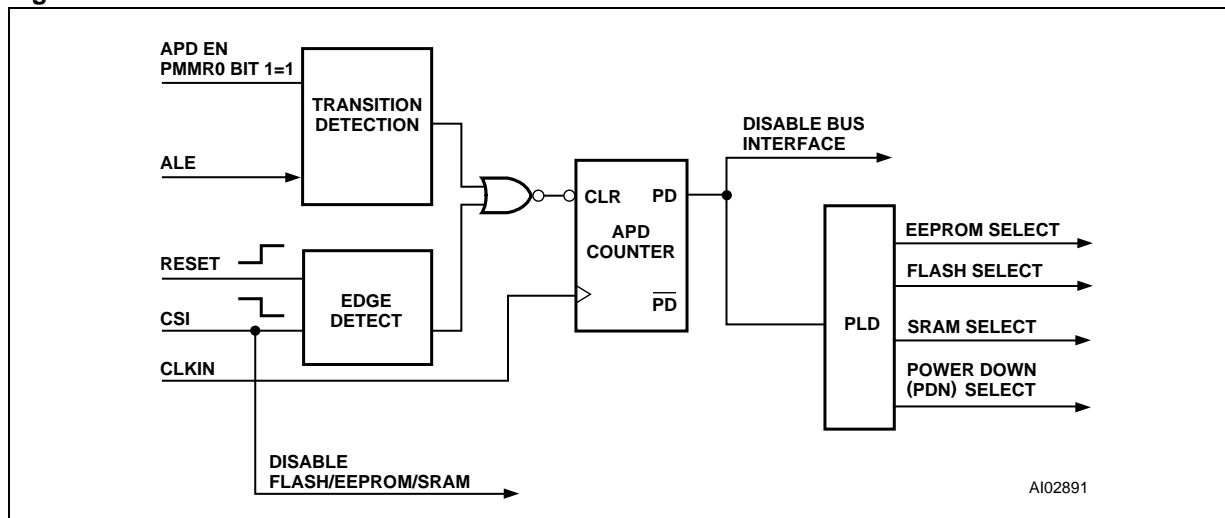 APD EN
PMMR0 BIT 1=1
TRANSITION
DETECTION
ALE
DISABLE BUS
INTERFACE
CLR PD
APD
COUNTER
PD
EEPROM SELECT
FLASH SELECT
RESET
EDGE
DETECT
CSI
PLD
SRAM SELECT
CLKIN
POWER DOWN
(PDN) SELECT
DISABLE
FLASH/EEPROM/SRAM
AI02891